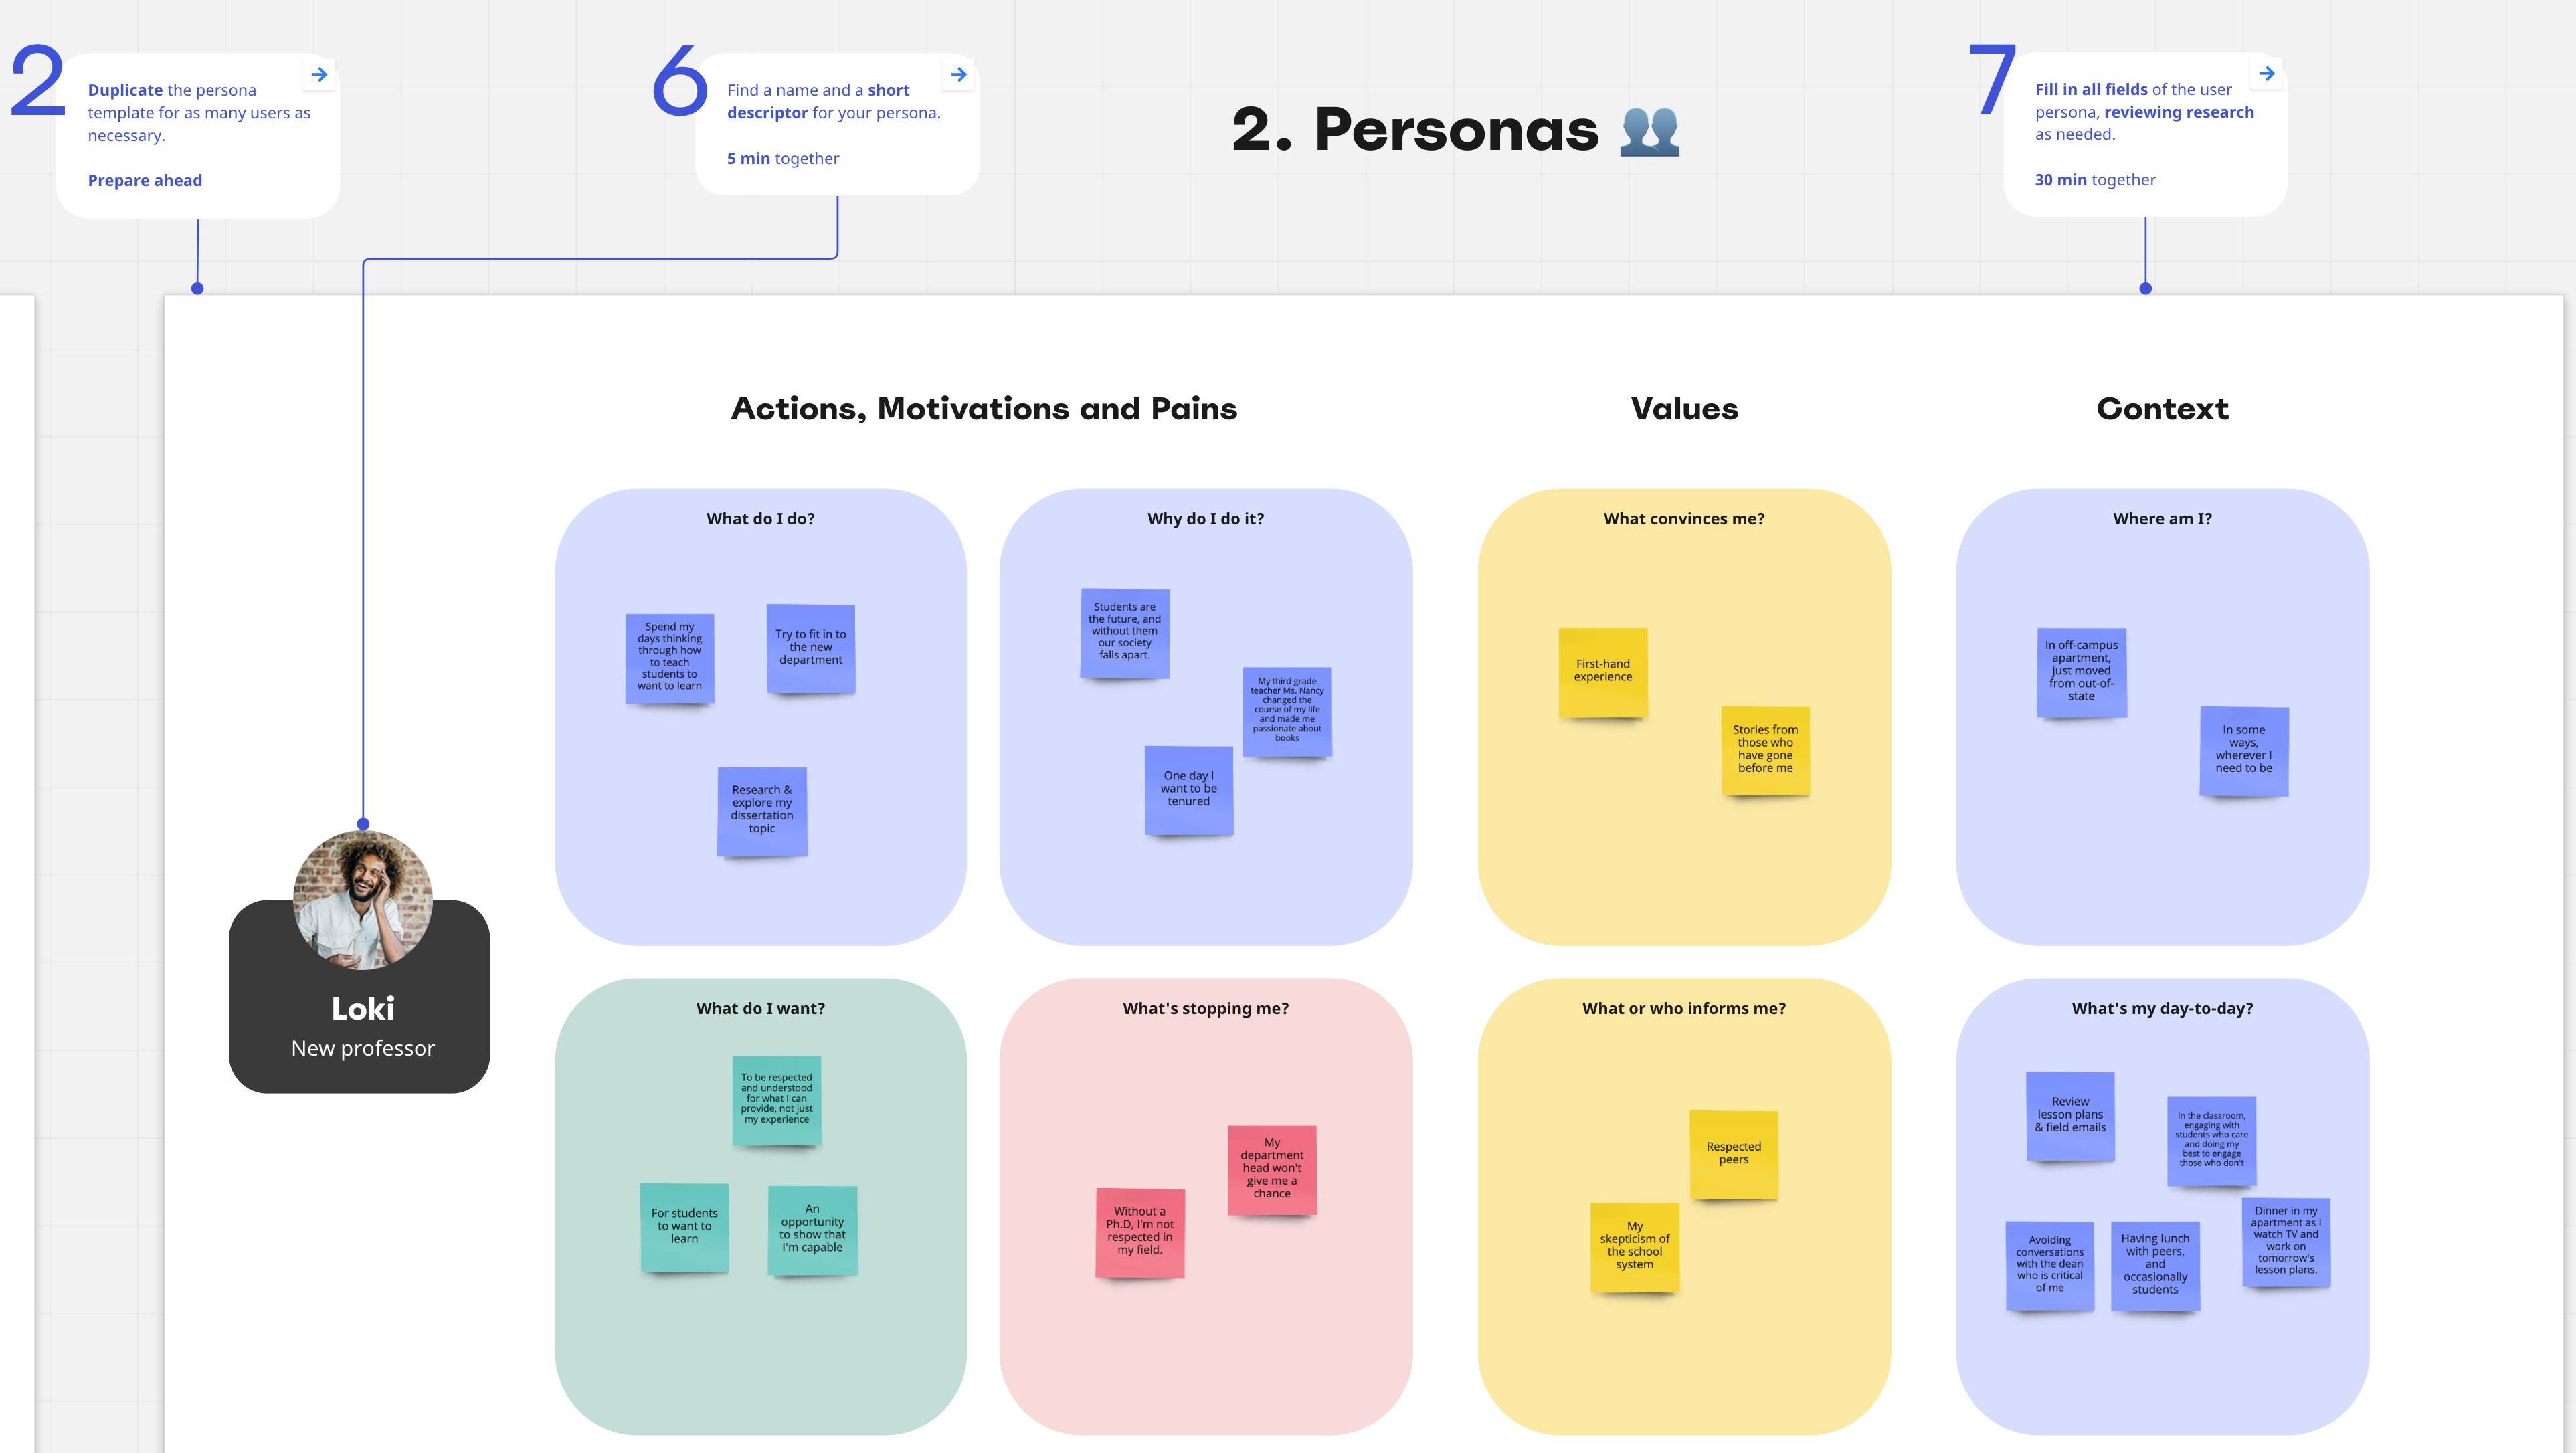 2
Duplicate the persona
template for as many users as
necessary.
Prepare ahead
6
Find a name and a short
descriptor for your persona.
5 min together
2. Personas
7
Fill in all fields of the user
persona, reviewing research
as needed.
30 min together
Actions, Motivations and Pains
Values
Context
What do I do?
Spend my
days thinking
through how
to teach
students to
want to learn
Try to fit in to
the new
department
Research &
explore my
dissertation
topic
Why do I do it?
Students are
the future, and
without them
our society
falls apart.
My third grade
teacher Ms. Nancy
changed the
course of my life
and made me
passionate about
books
One day I
want to be
tenured
What convinces me?
First-hand
experience
Stories from
those who
have gone
before me
Where am I?
In off-campus
apartment,
just moved
from out-of-
state
In some
ways,
wherever I
need to be
Loki
New professor
What do I want?
To be respected
and understood
for what I can
provide, not just
my experience
For students
to want to
learn
An
opportunity
to show that
I'm capable
What's stopping me?
My
department
head won't
give me a
chance
Without a
Ph.D, I'm not
respected in
my field.
What or who informs me?
Respected
peers
My
skepticism of
the school
system
What's my day-to-day?
Review
lesson plans
& field emails
In the classroom,
engaging with
students who care
and doing my
best to engage
those who don't
Avoiding
conversations
with the dean
who is critical
of me
Having lunch
with peers,
and
occasionally
students
Dinner in my
apartment as I
watch TV and
work on
tomorrow's
lesson plans.